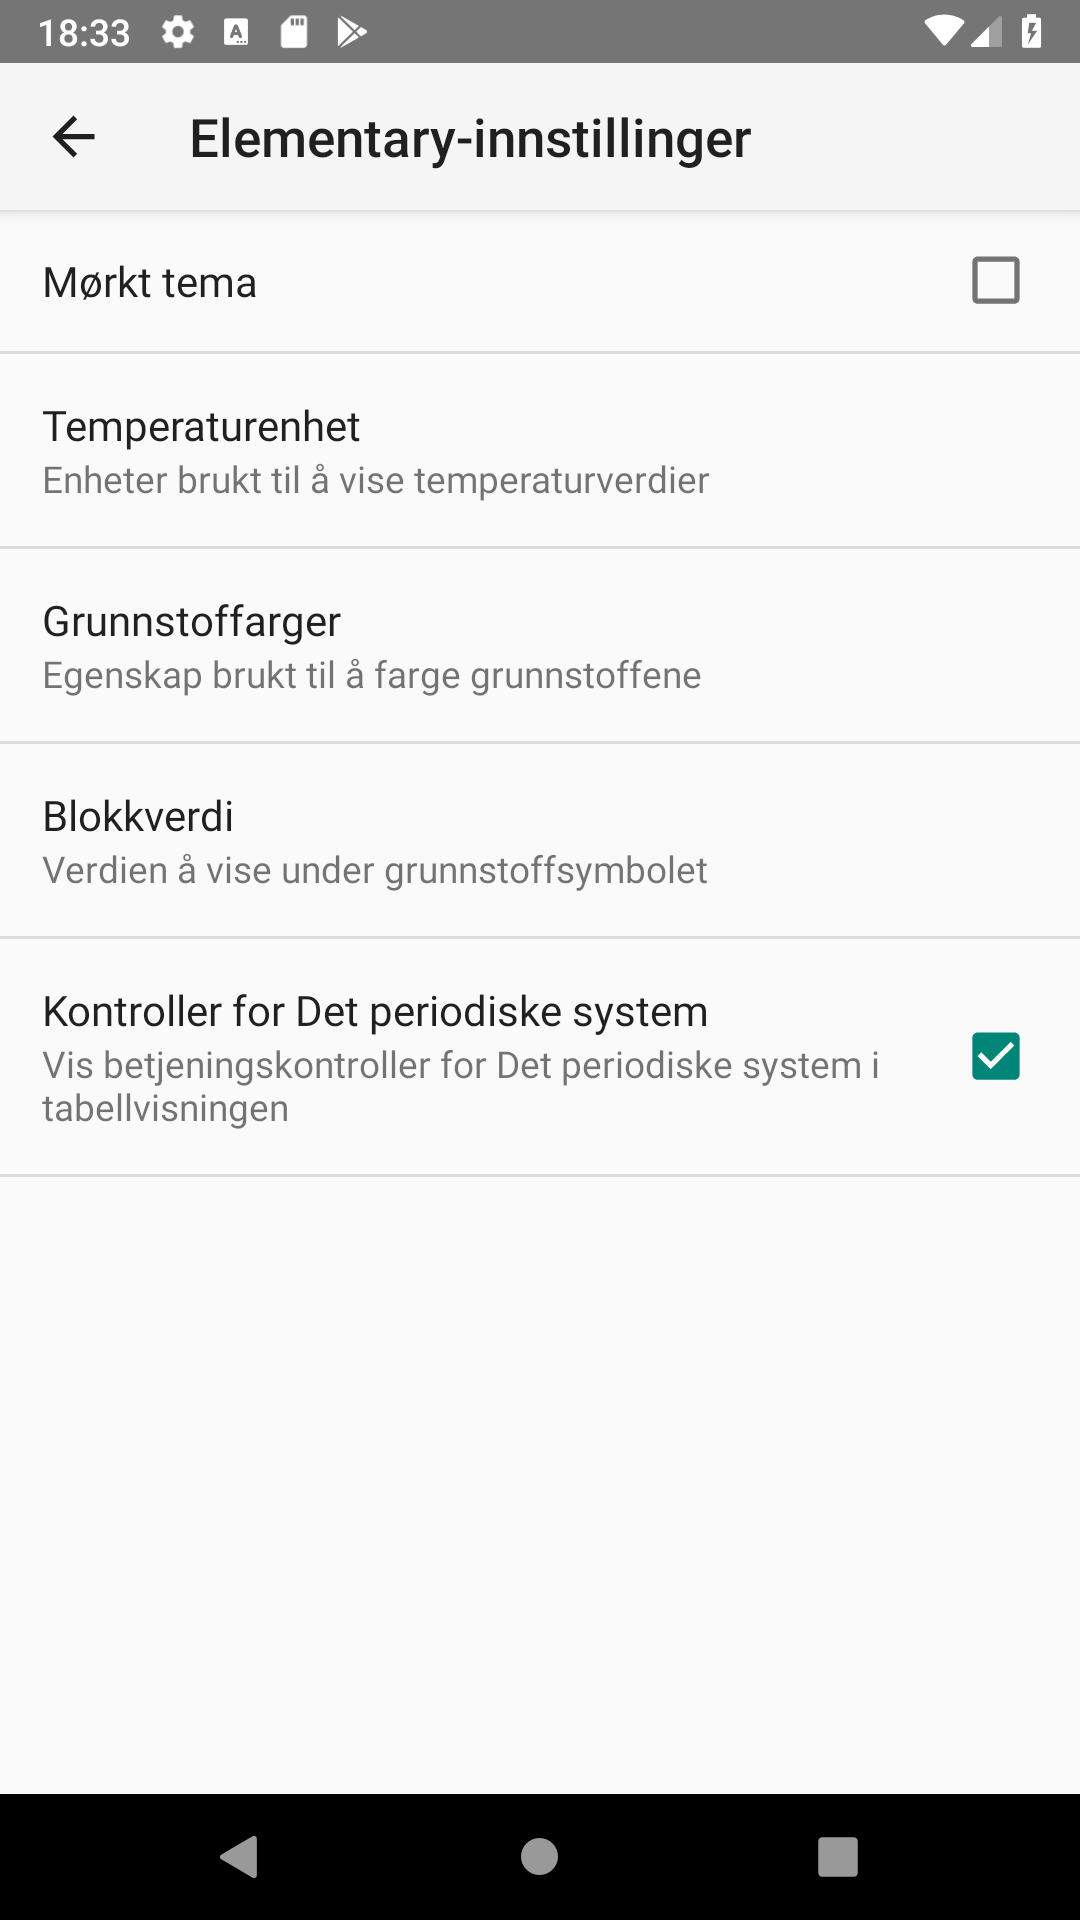 18:33
Elementary-innstillinger
Mørkt tema
Temperaturenhet
Enheter brukt til å vise temperaturverdier
Grunnstoffarger
Egenskap brukt til å farge grunnstoffene
Blokkverdi
Verdien å vise under grunnstoffsymbolet
Kontroller for Det periodiske system
Vis betjeningskontroller for Det periodiske system i
tabellvisningen